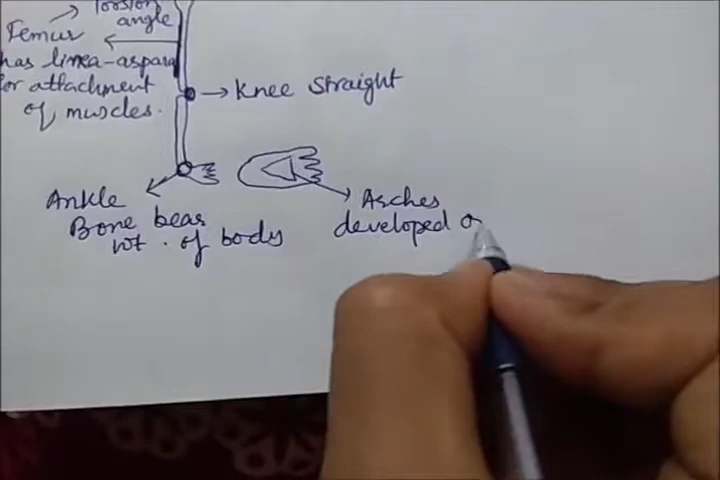 Torsion
angle
Femur
has linea-aspara
for attachment
of muscles.
Knee straight
Ankle
Bone bears
wt. of body
Arches
developed